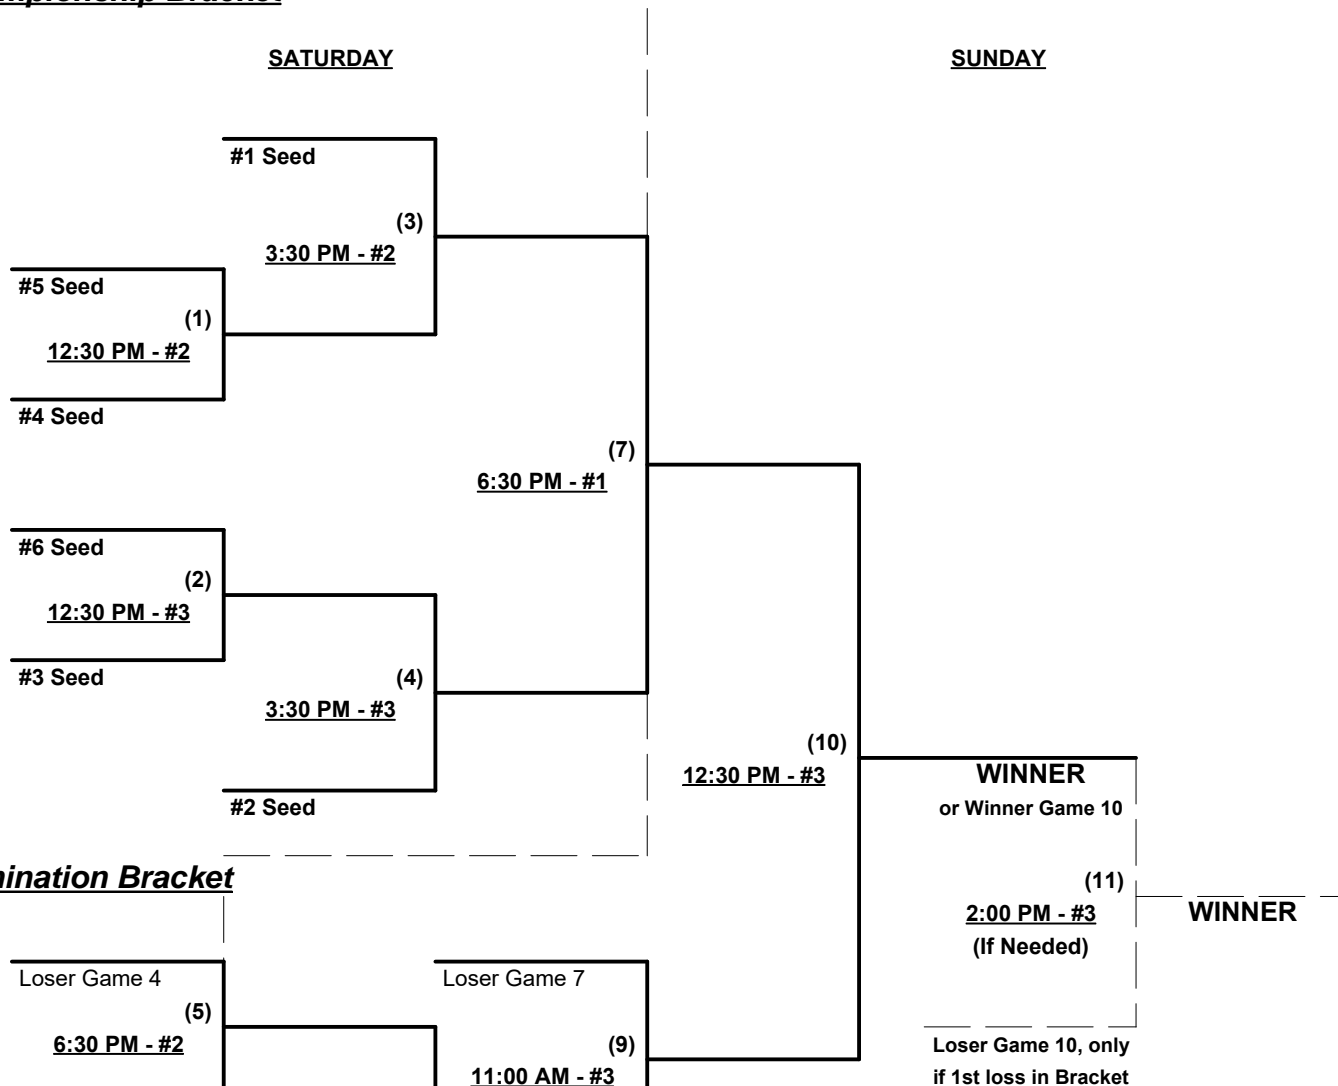 SATURDAY
SUNDAY
#1 Seed
(3)
3:30 PM - #2
#5 Seed
(1)
12:30 PM - #2
#4 Seed
(7)
6:30 PM - #1
#6 Seed
(2)
12:30 PM - #3
#3 Seed
(4)
3:30 PM - #3
#2 Seed
(10)
12:30 PM - #3
WINNER
or Winner Game 10
mination Bracket
(11)
2:00 PM - #3
(If Needed)
WINNER
Loser Game 4
(5)
6:30 PM - #2
Loser Game 7
(9)
11:00 AM - #3
Loser Game 10, only
if 1st loss in Bracket